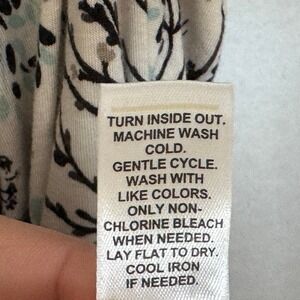 TURN INSIDE OUT.
MACHINE WASH
COLD.
GENTLE CYCLE.
WASH WITH
LIKE COLORS.
ONLY NON-
CHLORINE BLEACH
WHEN NEEDED.
LAY FLAT TO DRY.
COOL IRON
IF NEEDED.